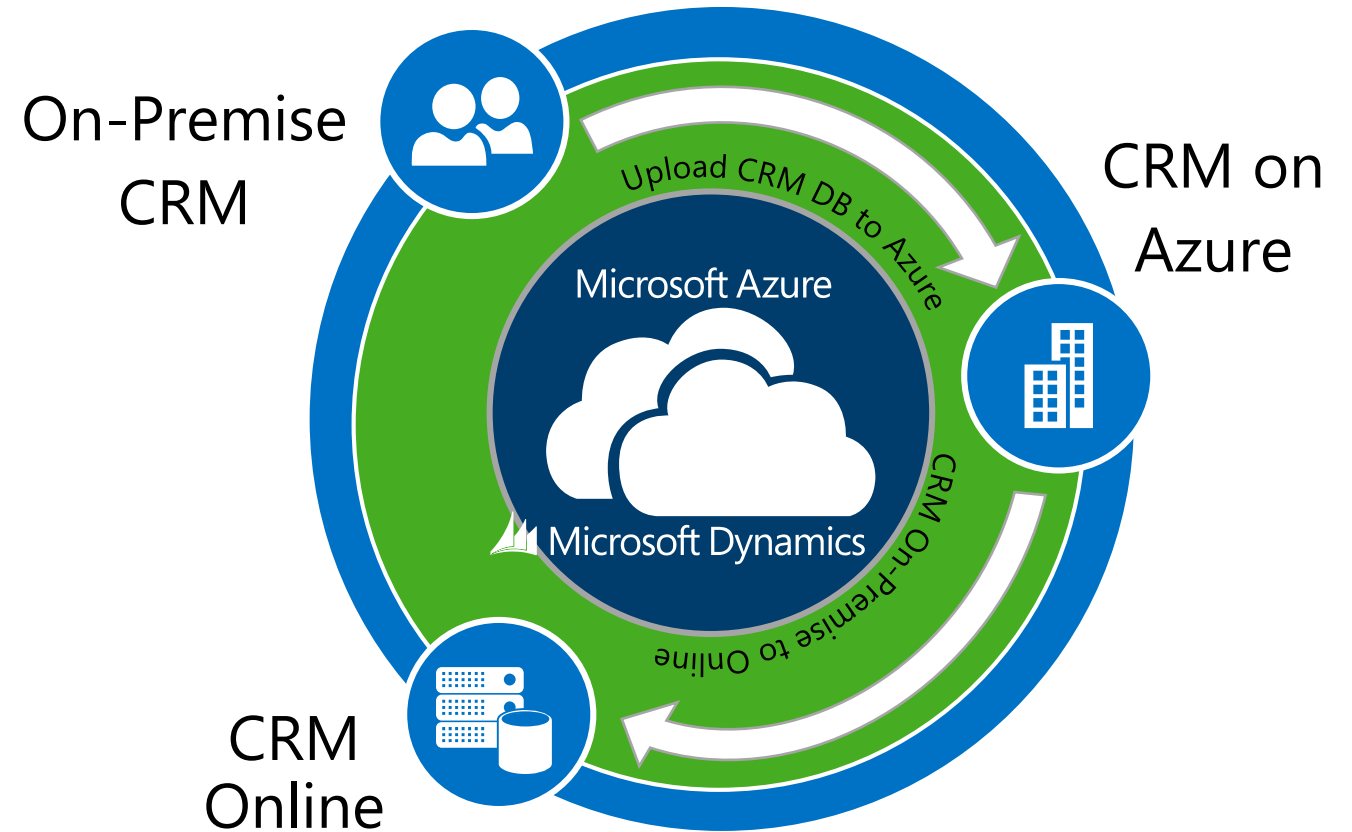 On-Premise
CRM
CRM on
Azure
Upload CRM DB to Azure
Microsoft Azure
Microsoft Dynamics
CRM On-Premise to Online
CRM
Online